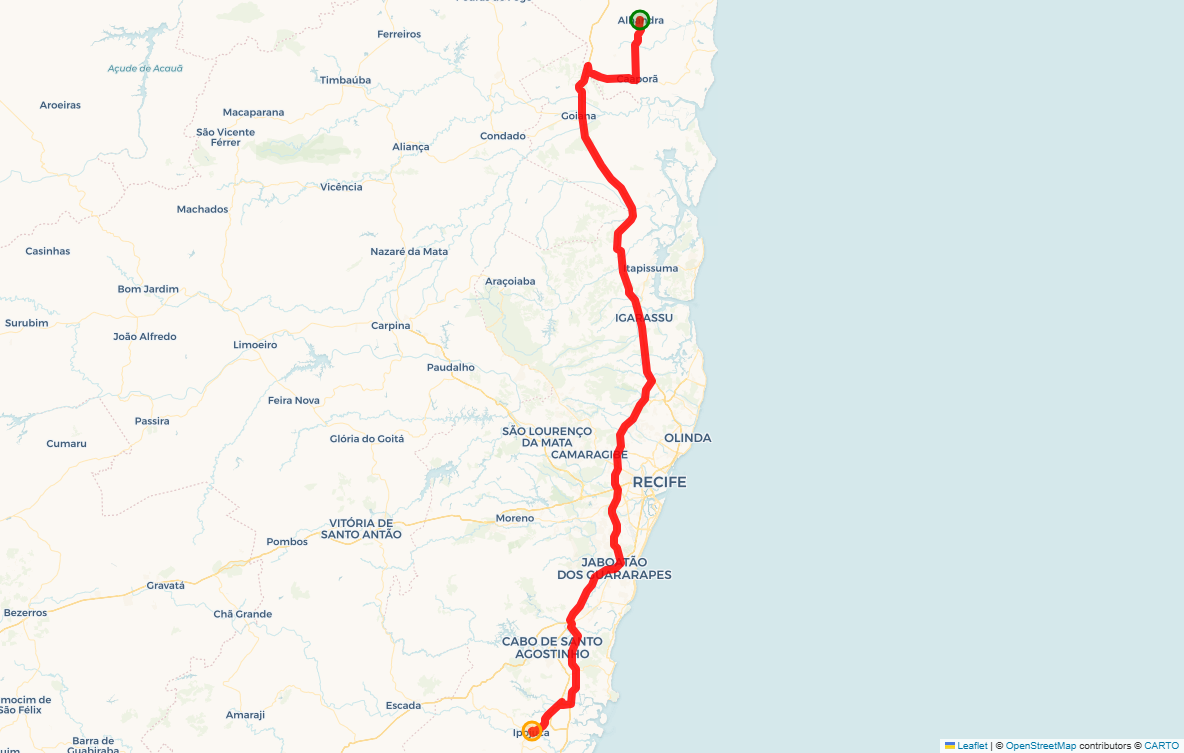 Alhandra
Ferreiros
Açude de Acauã
Timbaúba
Caaporã
Aroeiras
Macaparana
Goiana
São Vicente
Férrer
Condado
Aliança
Vicência
Machados
Casinhas
Nazaré da Mata
Itapissuma
Araçoiaba
Bom Jardim
IGARASSU
Surubim
Carpina
João Alfredo
Limoeiro
Paudalho
Feira Nova
Passira
SÃO LOURENÇO
DA MATA
OLINDA
Glória do Goitá
Cumaru
CAMARAGIBE
RECIFE
Moreno
VITÓRIA DE
SANTO ANTÃO
Pombos
JABOATÃO
DOS GUARARAPES
Gravatá
Bezerros
Chã Grande
CABO DE SANTO
AGOSTINHO
mocim de
São Félix
Escada
Amaraji
Ipojuca
Barra de
Guabiraba
Leaflet | © OpenStreetMap contributors © CARTO